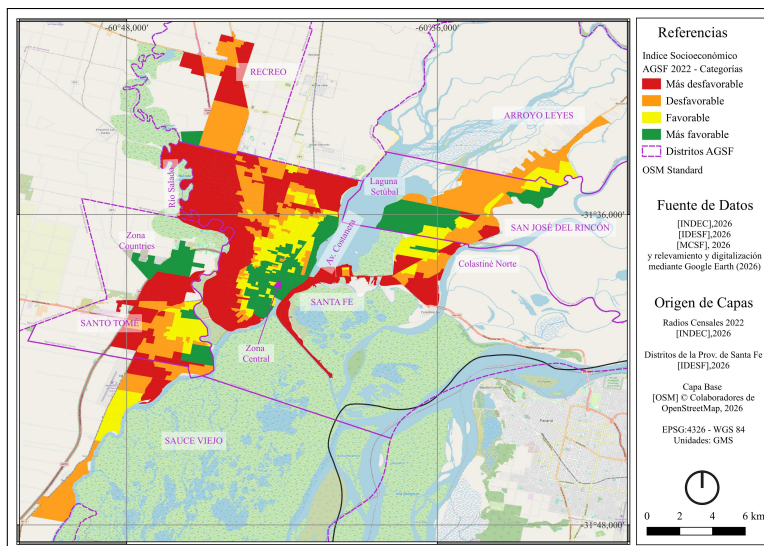 -60°48,000'
-60°36,000'
RECREO
ARROYO LEYES
Río Salado
Laguna
Setúbal
-31°36,000'
Zona
Countries
Av. Costanera
SAN JOSÉ DEL RINCÓN
Colastiné Norte
SANTA FE
SANTO TOMÉ
Zona
Central
SAUCE VIEJO
-31°48,000'
Referencias
Indice Socioeconómico
AGSF 2022 - Categorías
Más desfavorable
Desfavorable
Favorable
Más favorable
Distritos AGSF
OSM Standard
Fuente de Datos
[INDEC],2026
[IDESF],2026
[MCSF], 2026
y relevamiento y digitalización
mediante Google Earth (2026)
Origen de Capas
Radios Censales 2022
[INDEC],2026
Distritos de la Prov. de Santa Fe
[IDESF],2026
Capa Base
[OSM] © Colaboradores de
OpenStreetMap, 2026
EPSG:4326 - WGS 84
Unidades: GMS
0 2 4 6 km